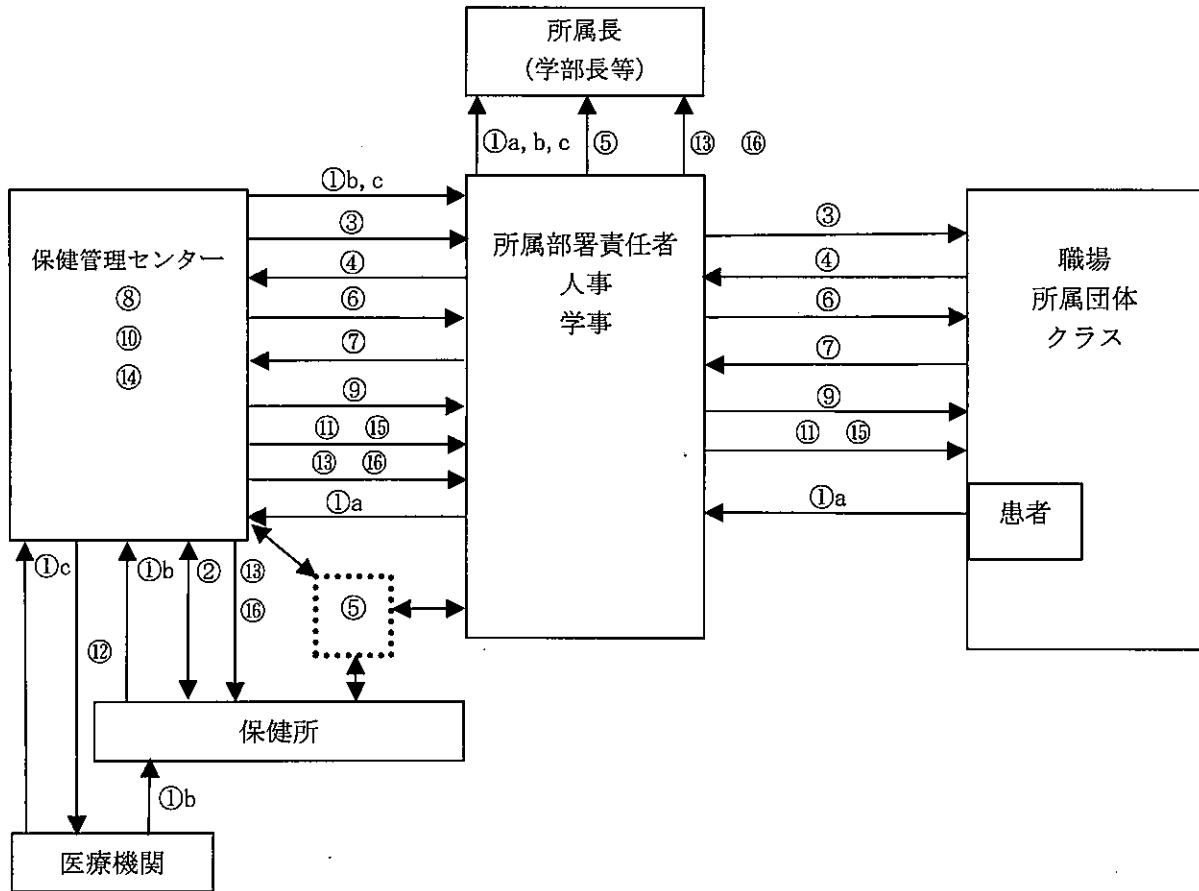 所属長
(学部長等)
①a, b, c
⑤
⑬ ⑯
保健管理センター
⑧
⑩
⑭
①b, c
③
④
⑥
⑦
⑨
⑪ ⑮
⑬ ⑯
①a
所属部署責任者
人事
学事
③
④
⑥
⑦
⑨
⑪ ⑮
①a
職場
所属団体
クラス
患者
①c
⑫
①b
②
⑬
⑯
⑤
保健所
①b
医療機関